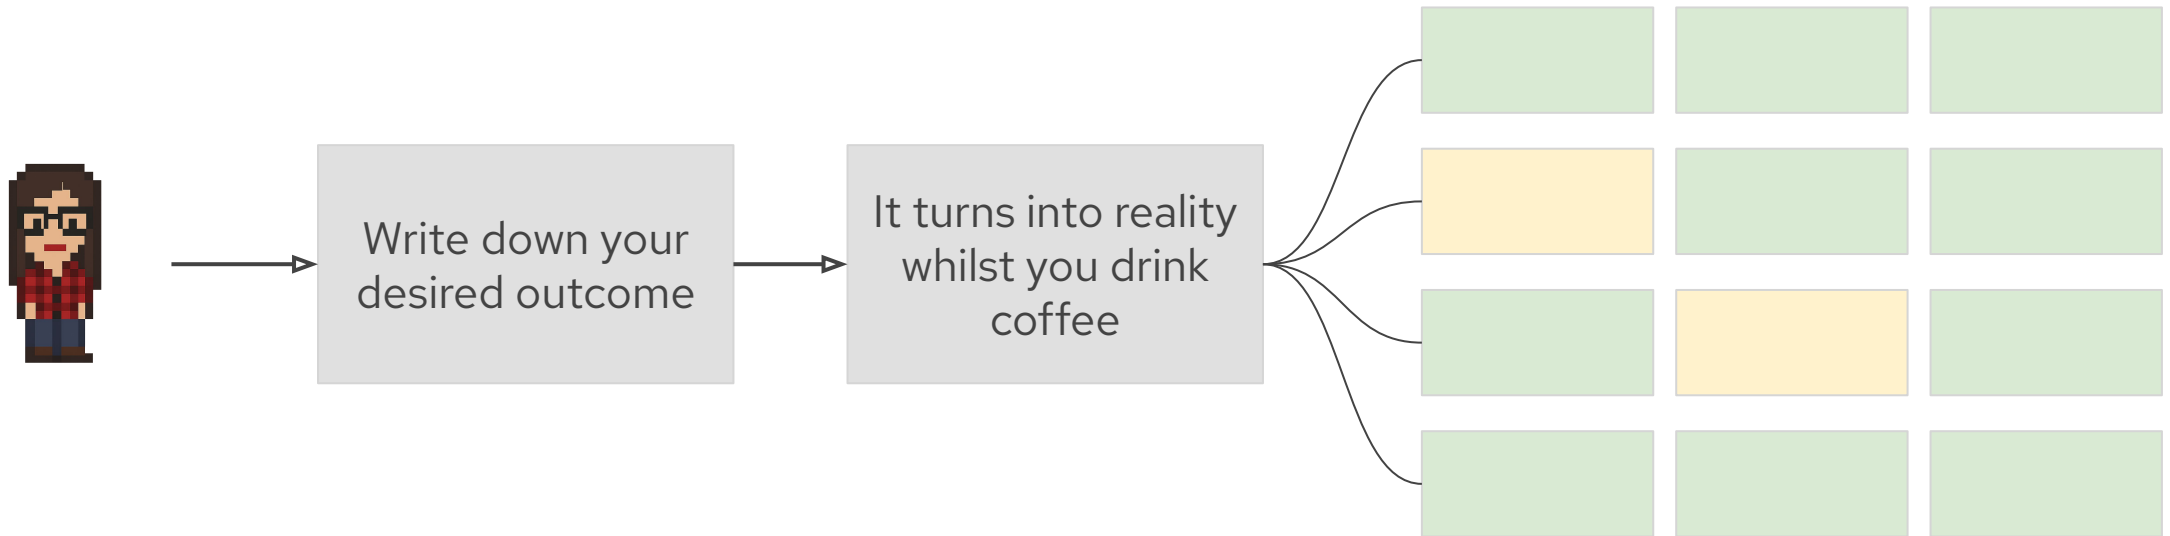 Write down your
desired outcome
It turns into reality
whilst you drink
coffee